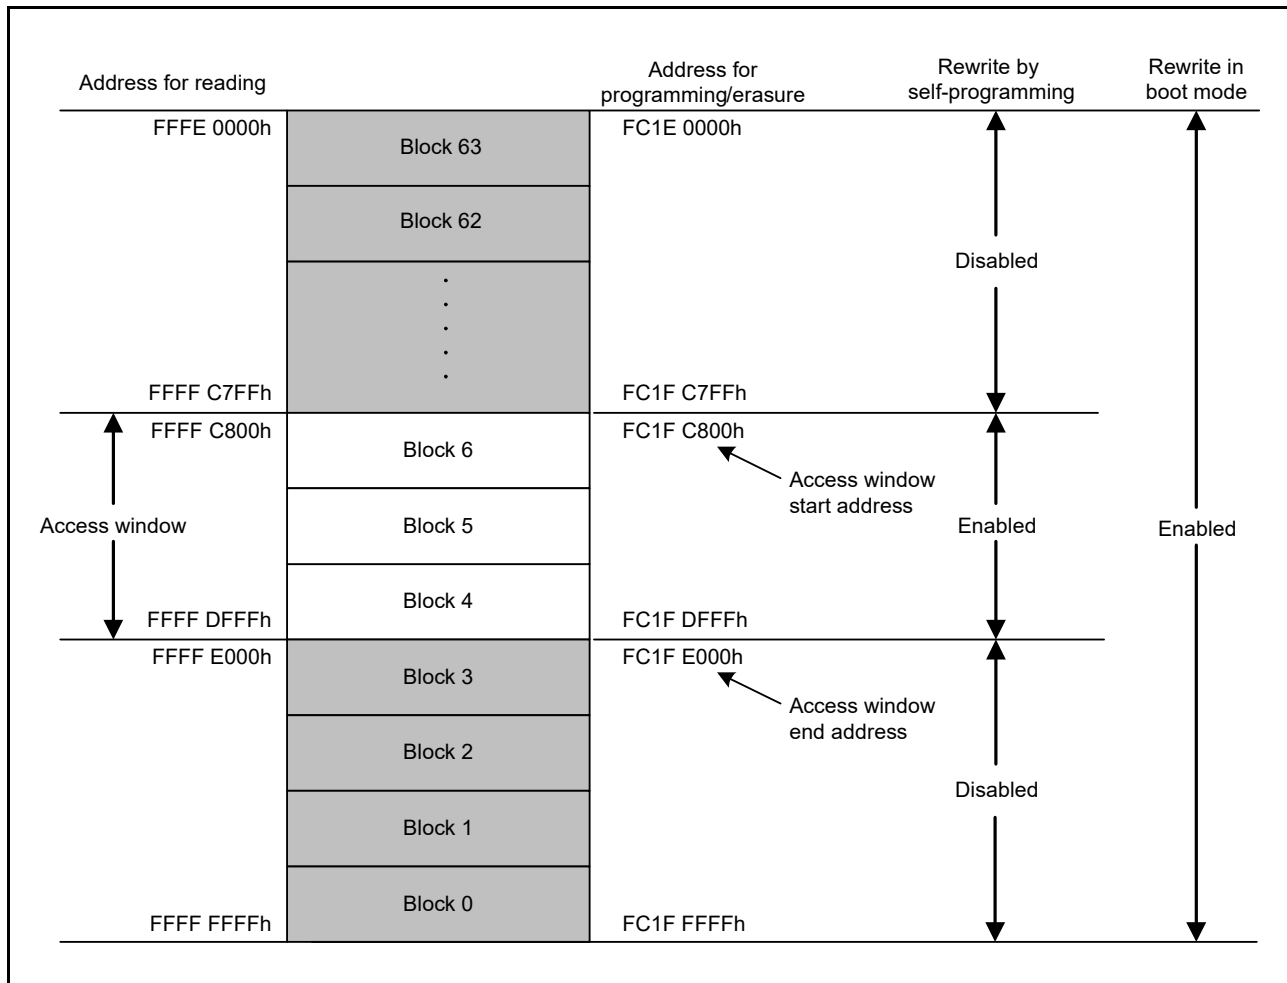 Address for reading
Address for
programming/erasure
Rewrite by
self-programming
Rewrite in
boot mode
FFFE 0000h
Block 63
FC1E 0000h
Block 62
Disabled
FFFF C7FFh
FC1F C7FFh
FFFF C800h
Block 6
FC1F C800h
Access window
start address
Access window
Block 5
Enabled
Enabled
Block 4
FFFF DFFFh
FC1F DFFFh
FFFF E000h
Block 3
FC1F E000h
Access window
end address
Block 2
Disabled
Block 1
Block 0
FFFF FFFFh
FC1F FFFFh